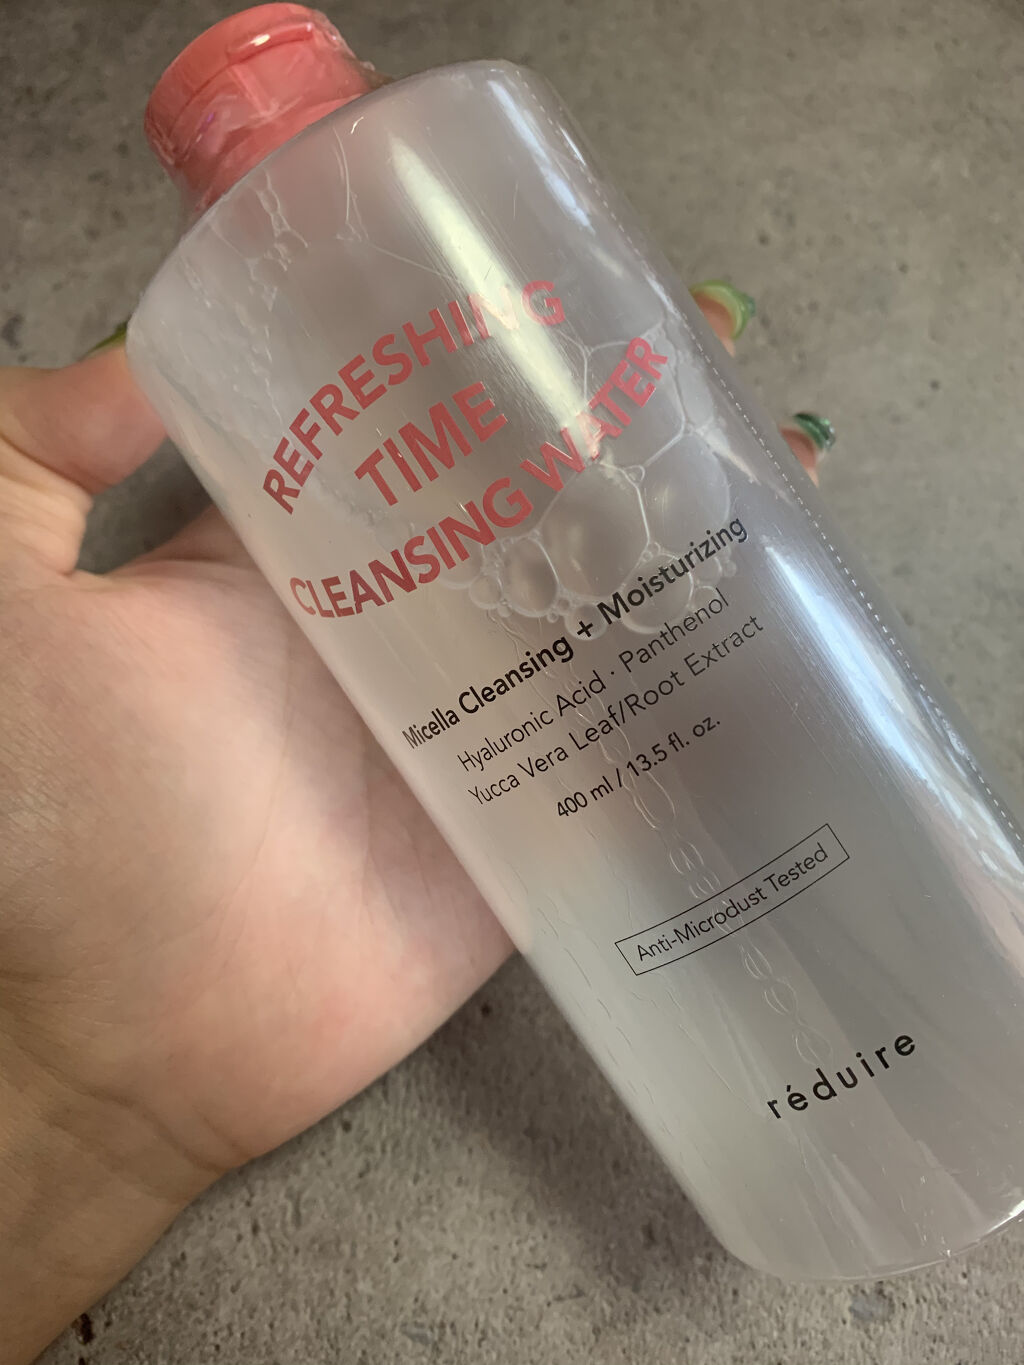 REFRESHING
TIME
CLEANSING WATER
Micella Cleansing + Moisturizing
Hyaluronic Acid · Panthenol
Yucca Vera Leaf/Root Extract
400 ml / 13.5 fl. oz.
Anti-Microdust Tested
réduire